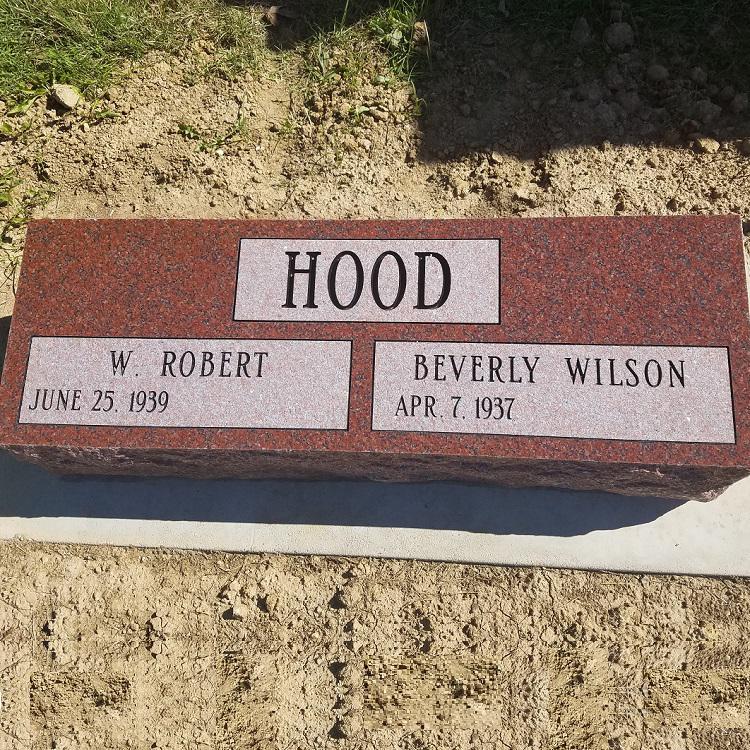 HOOD
W. ROBERT
JUNE 25, 1939
BEVERLY WILSON
APR. 7, 1937